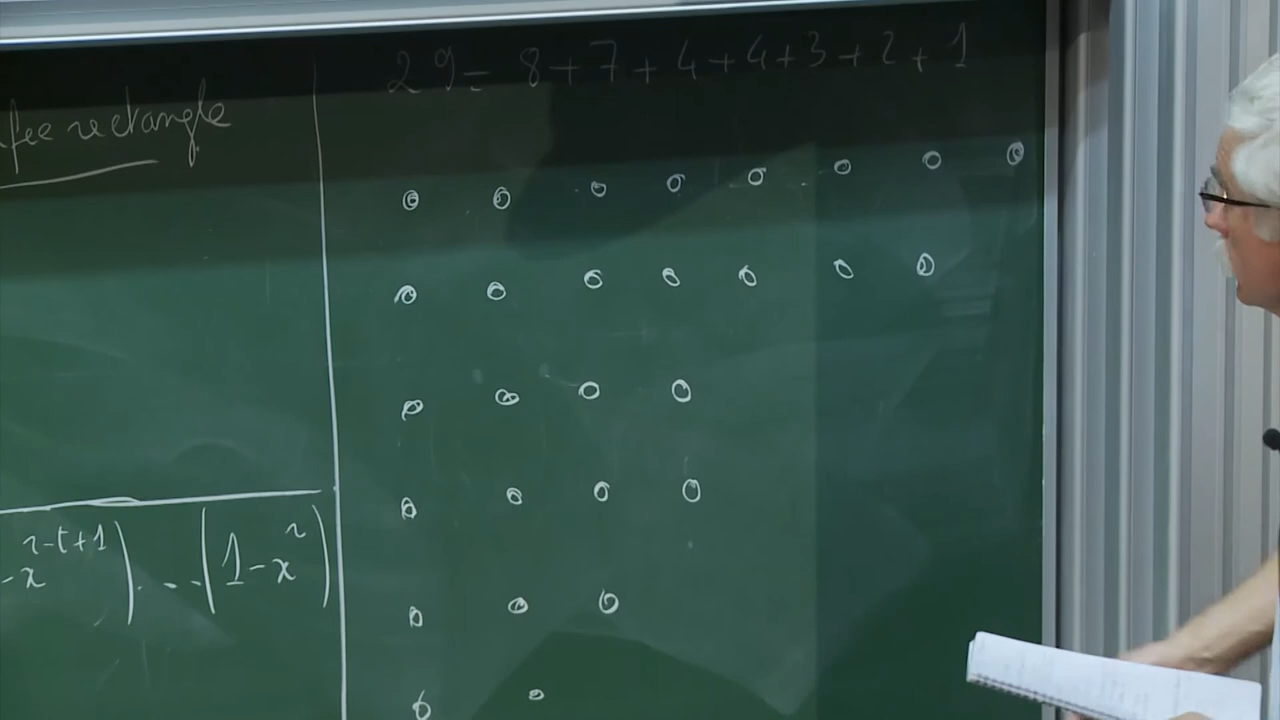 29 = 8+7+4+4+3+2+1
fee rectangle
-x^{r-t+1}) . -- (1-x^r)